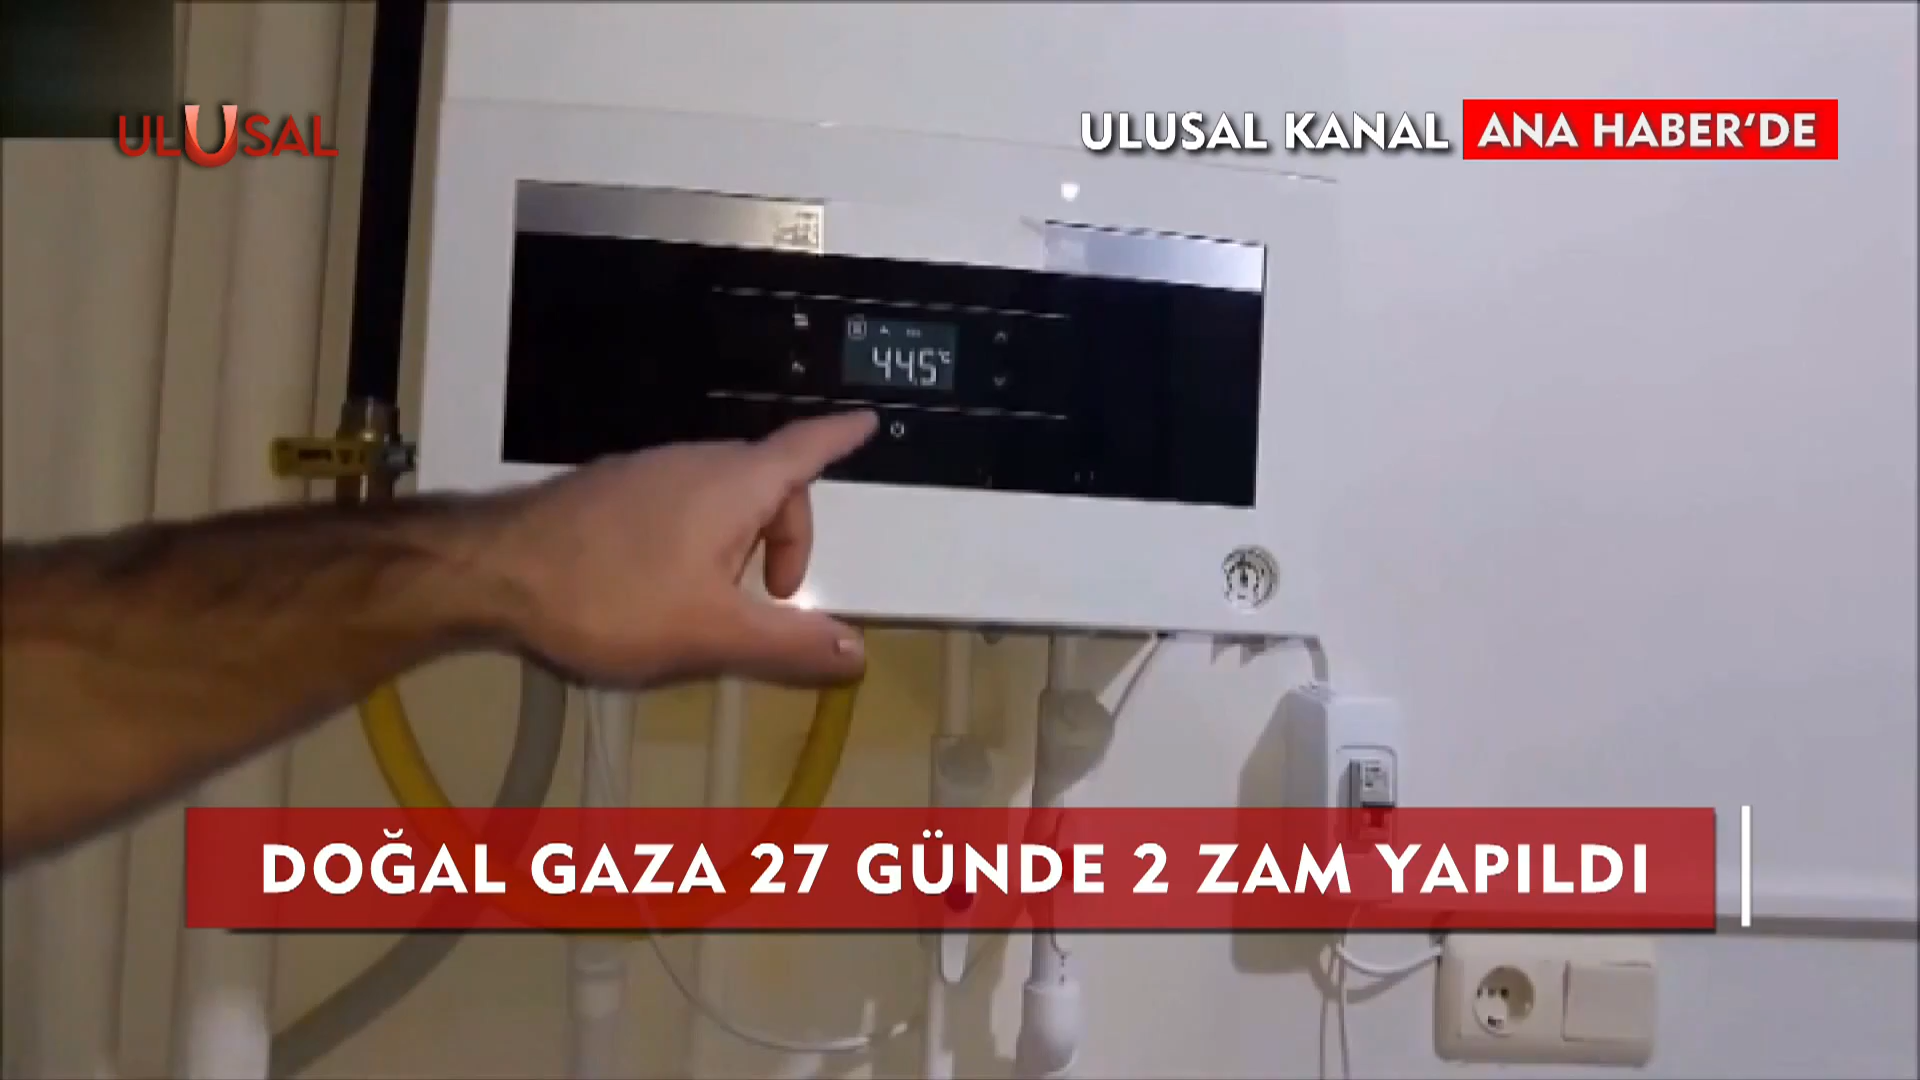 ULUSAL
ULUSAL KANAL ANA HABER'DE
44.5°C
DOĞAL GAZA 27 GÜNDE 2 ZAM YAPILDI